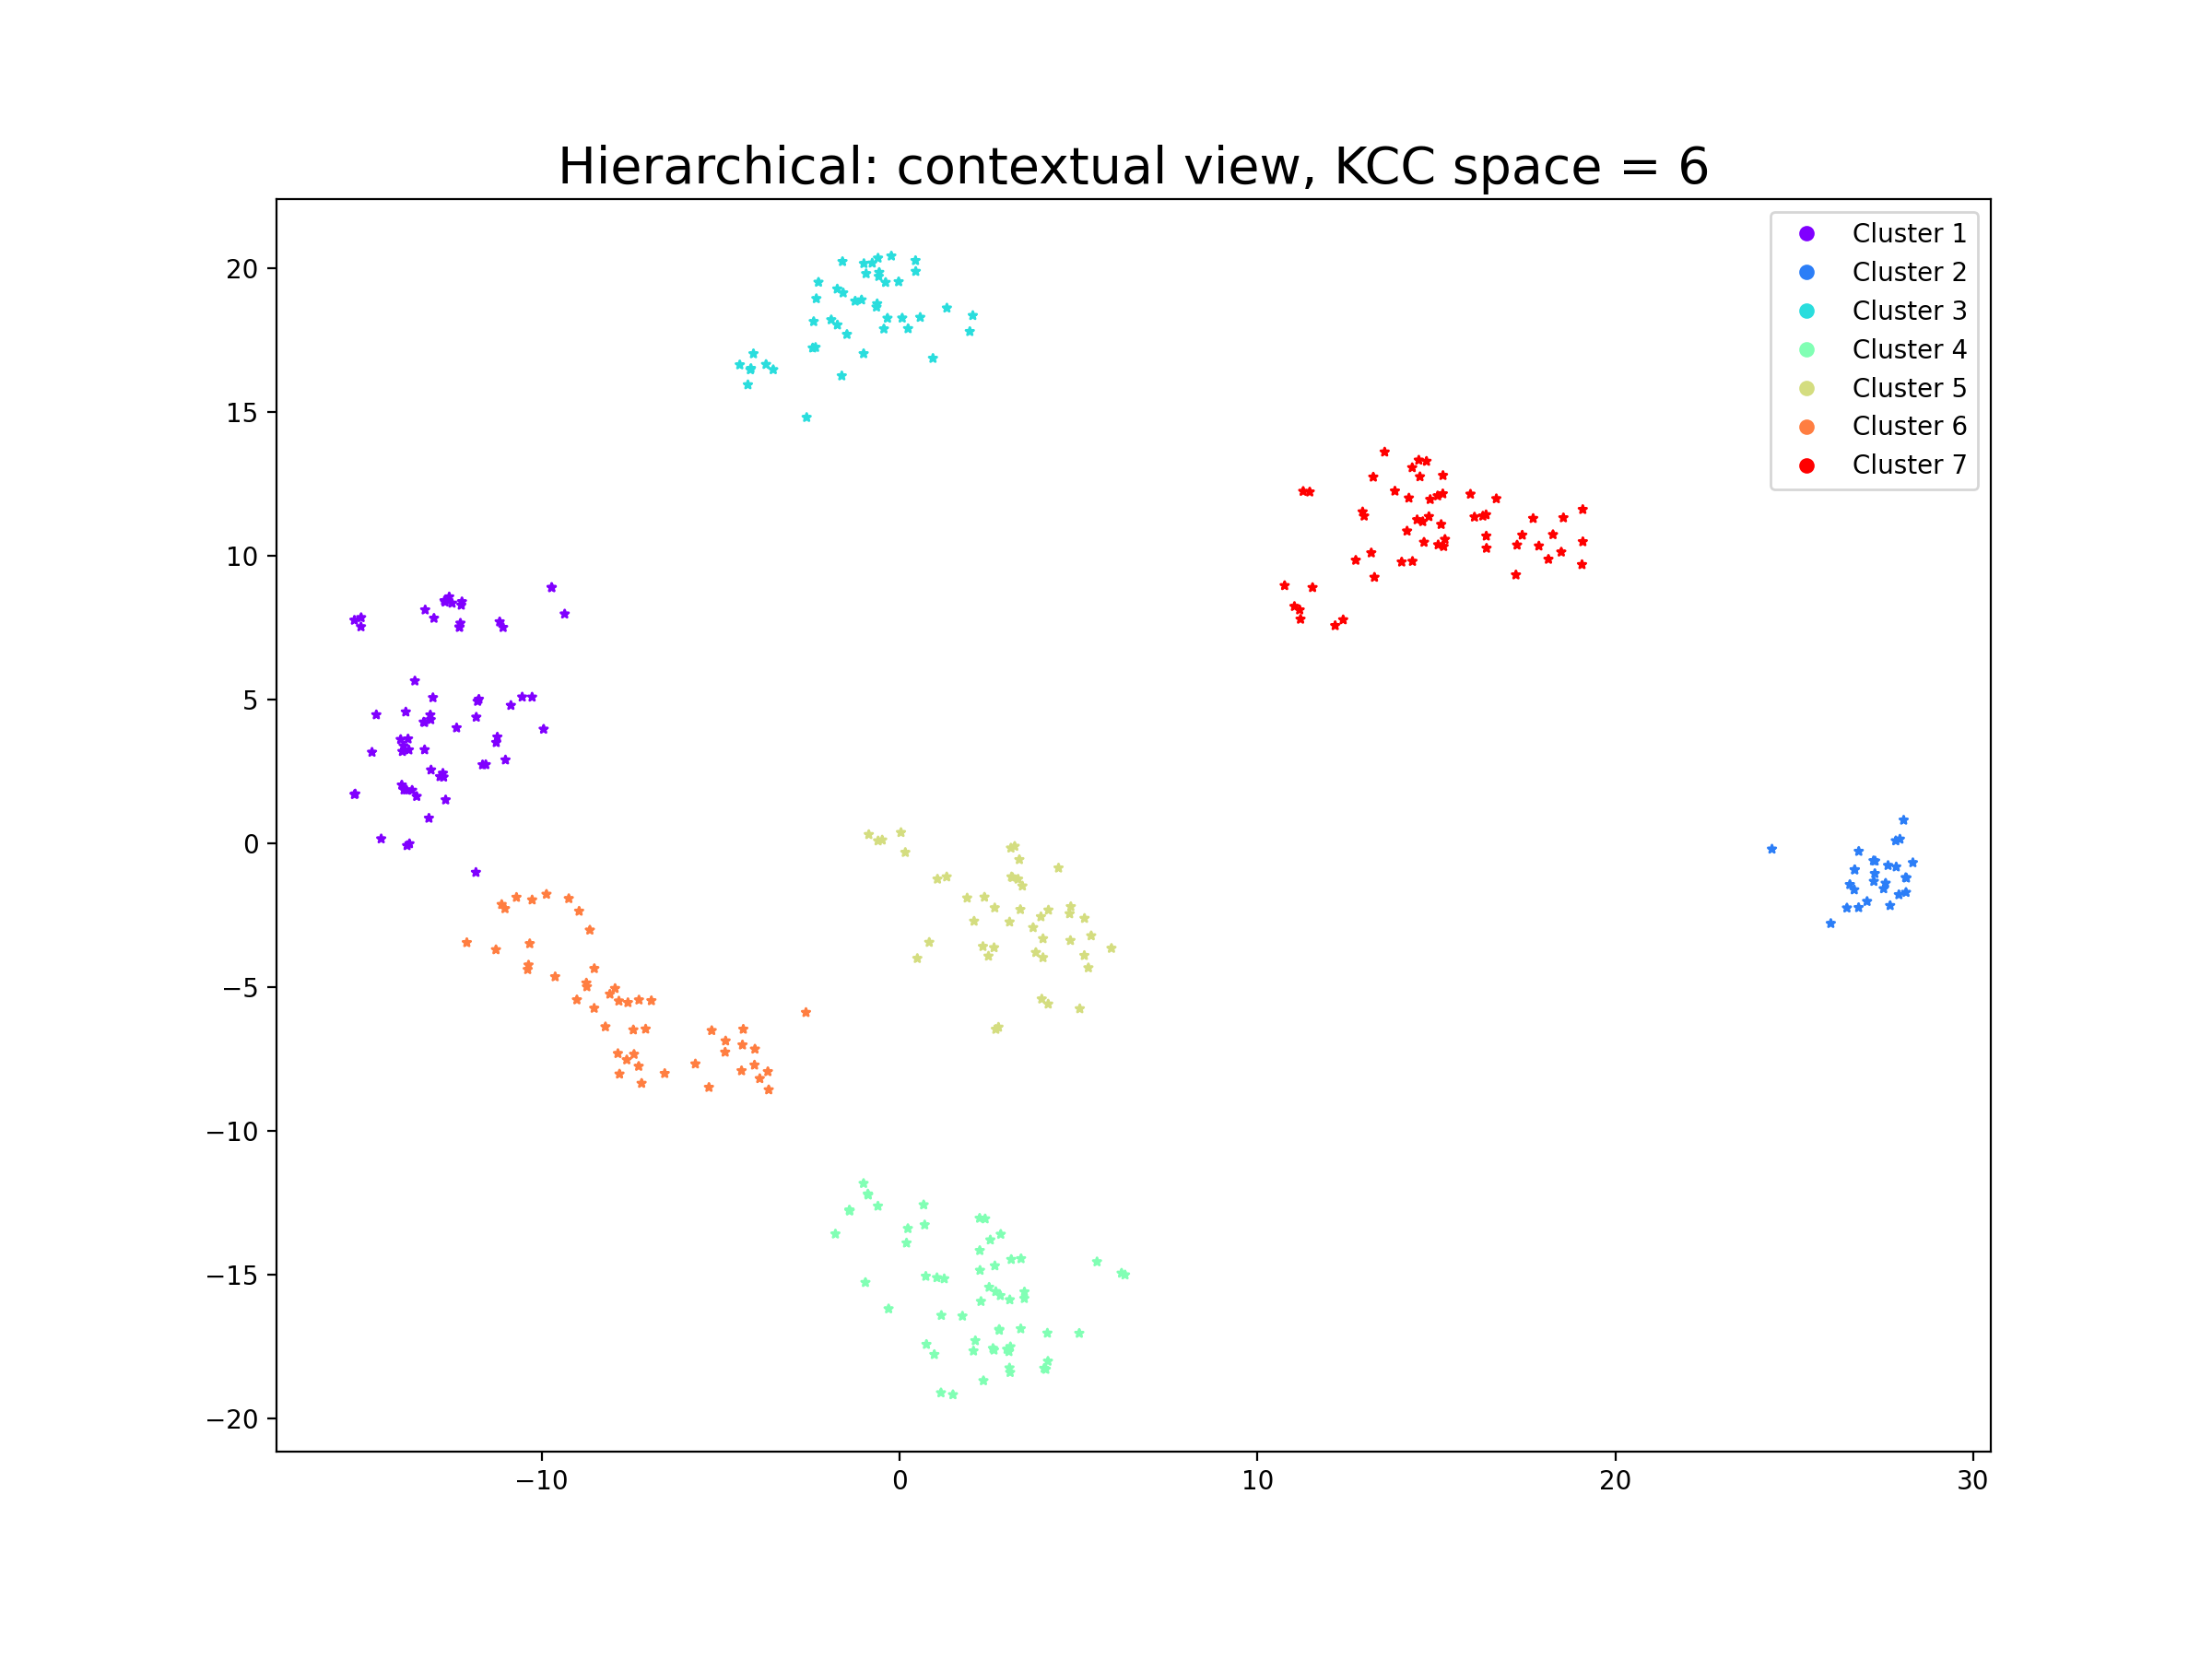 Hierarchical: contextual view, KCC space = 6
Cluster 1
Cluster 2
Cluster 3
Cluster 4
Cluster 5
Cluster 6
Cluster 7
20
15
10
5
0
−5
−10
−15
−20
−10 0 10 20 30